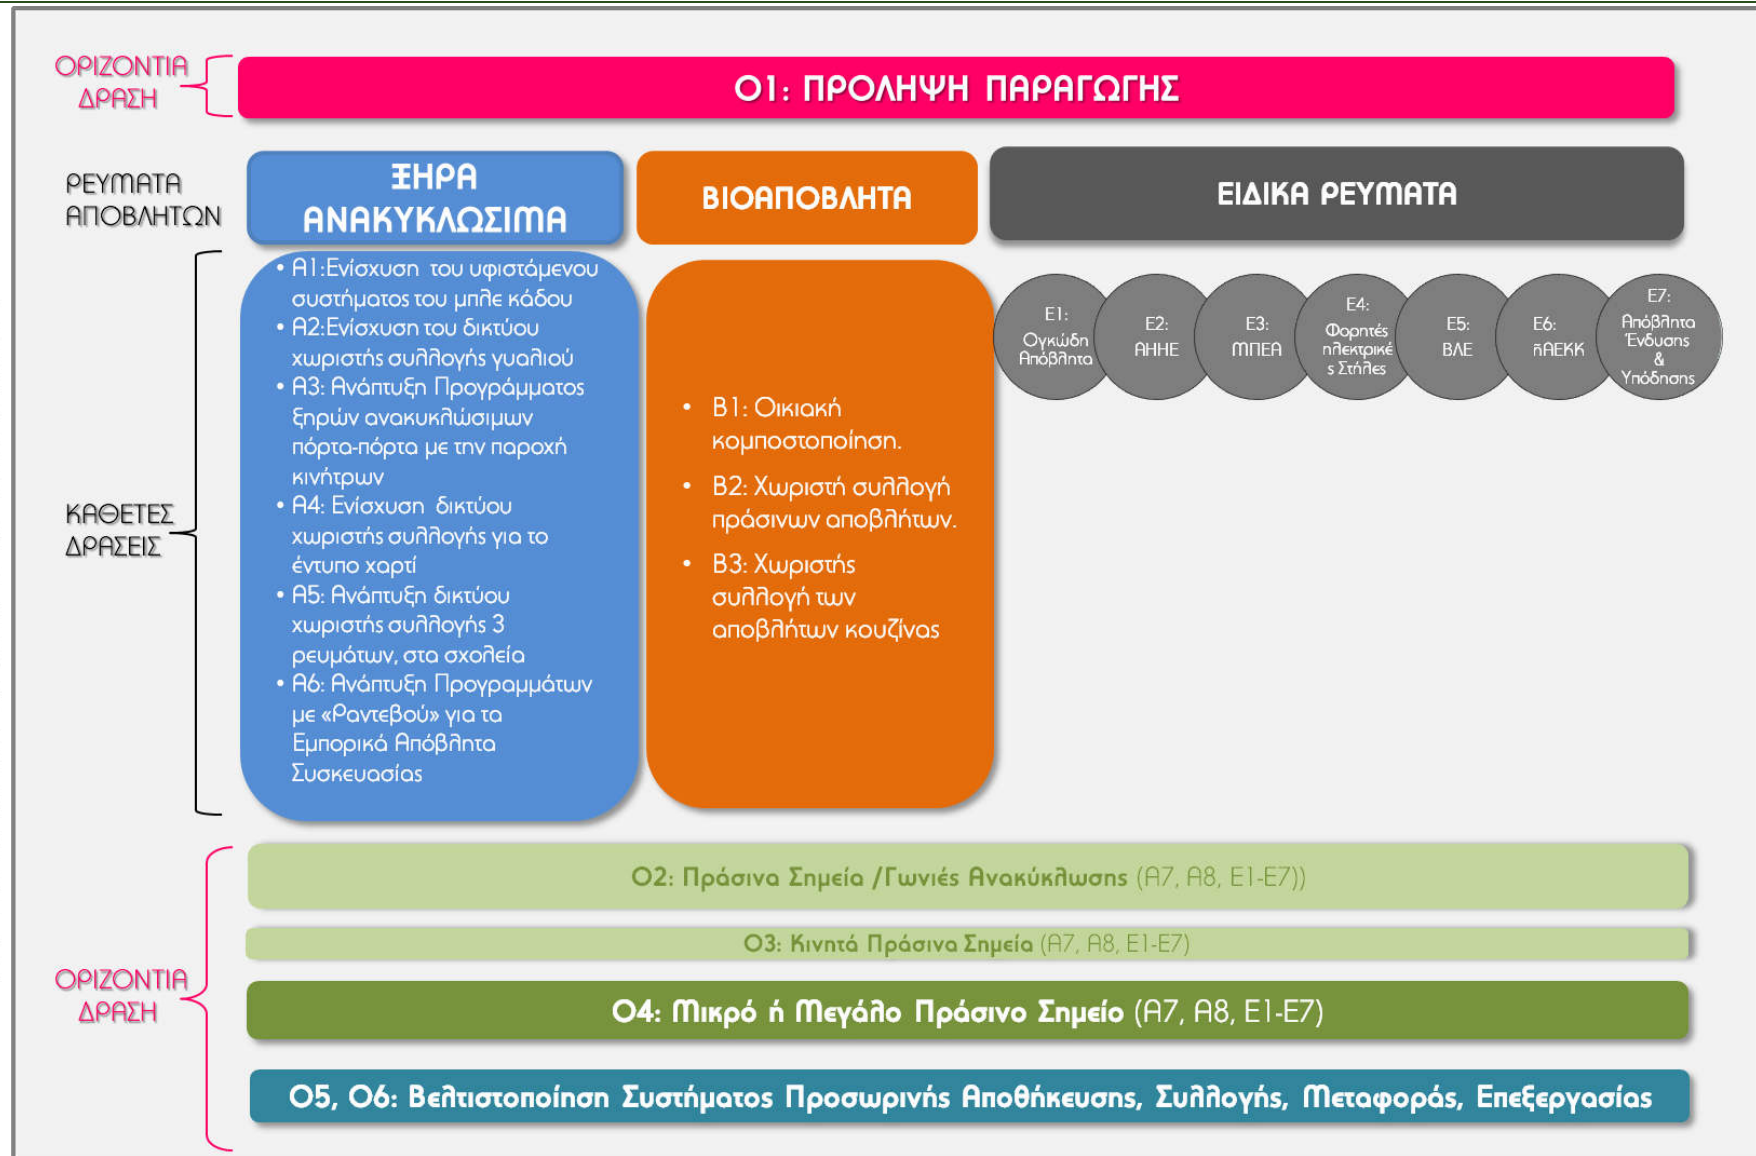 ΟΡΙΖΟΝΤΙΑ
ΔΡΑΣΗ
Ο1: ΠΡΟΛΗΨΗ ΠΑΡΑΓΩΓΗΣ
ΡΕΥΜΑΤΑ
ΑΠΟΒΛΗΤΩΝ
ΞΗΡΑ
ΑΝΑΚΥΚΛΩΣΙΜΑ
ΒΙΟΑΠΟΒΛΗΤΑ
ΕΙΔΙΚΑ ΡΕΥΜΑΤΑ
ΚΑΘΕΤΕΣ
ΔΡΑΣΕΙΣ
• Α1:Ενίσχυση του υφιστάμενου
συστήματος του μπλε κάδου
• Α2:Ενίσχυση του δικτύου
χωριστής συλλογής γυαλιού
• Α3: Ανάπτυξη Προγράμματος
ξηρών ανακυκλώσιμων
πόρτα-πόρτα με την παροχή
κινήτρων
• Α4: Ενίσχυση δικτύου
χωριστής συλλογής για το
έντυπο χαρτί
• Α5: Ανάπτυξη δικτύου
χωριστής συλλογής 3
ρευμάτων, στα σχολεία
• Α6: Ανάπτυξη Προγραμμάτων
με «Ραντεβού» για τα
Εμπορικά Απόβλητα
Συσκευασίας
• Β1: Οικιακή
κομποστοποίηση.
• Β2: Χωριστή συλλογή
πράσινων αποβλήτων.
• Β3: Χωριστής
συλλογή των
αποβλήτων κουζίνας
Ε1:
Ογκώδη
Απόβλητα
Ε2:
ΑΗΗΕ
Ε3:
ΜΠΕΑ
Ε4:
Φορητές
ηλεκτρικέ
ς Στήλες
Ε5:
ΒΛΕ
Ε6:
ήΑΕΚΚ
Ε7:
Απόβλητα
Ένδυσης
&
Υπόδησης
ΟΡΙΖΟΝΤΙΑ
ΔΡΑΣΗ
Ο2: Πράσινα Σημεία /Γωνιές Ανακύκλωσης (Α7, Α8, Ε1-Ε7))
Ο3: Κινητά Πράσινα Σημεία (Α7, Α8, Ε1-Ε7)
Ο4: Μικρό ή Μεγάλο Πράσινο Σημείο (Α7, Α8, Ε1-Ε7)
Ο5, Ο6: Βελτιστοποίηση Συστήματος Προσωρινής Αποθήκευσης, Συλλογής, Μεταφοράς, Επεξεργασίας